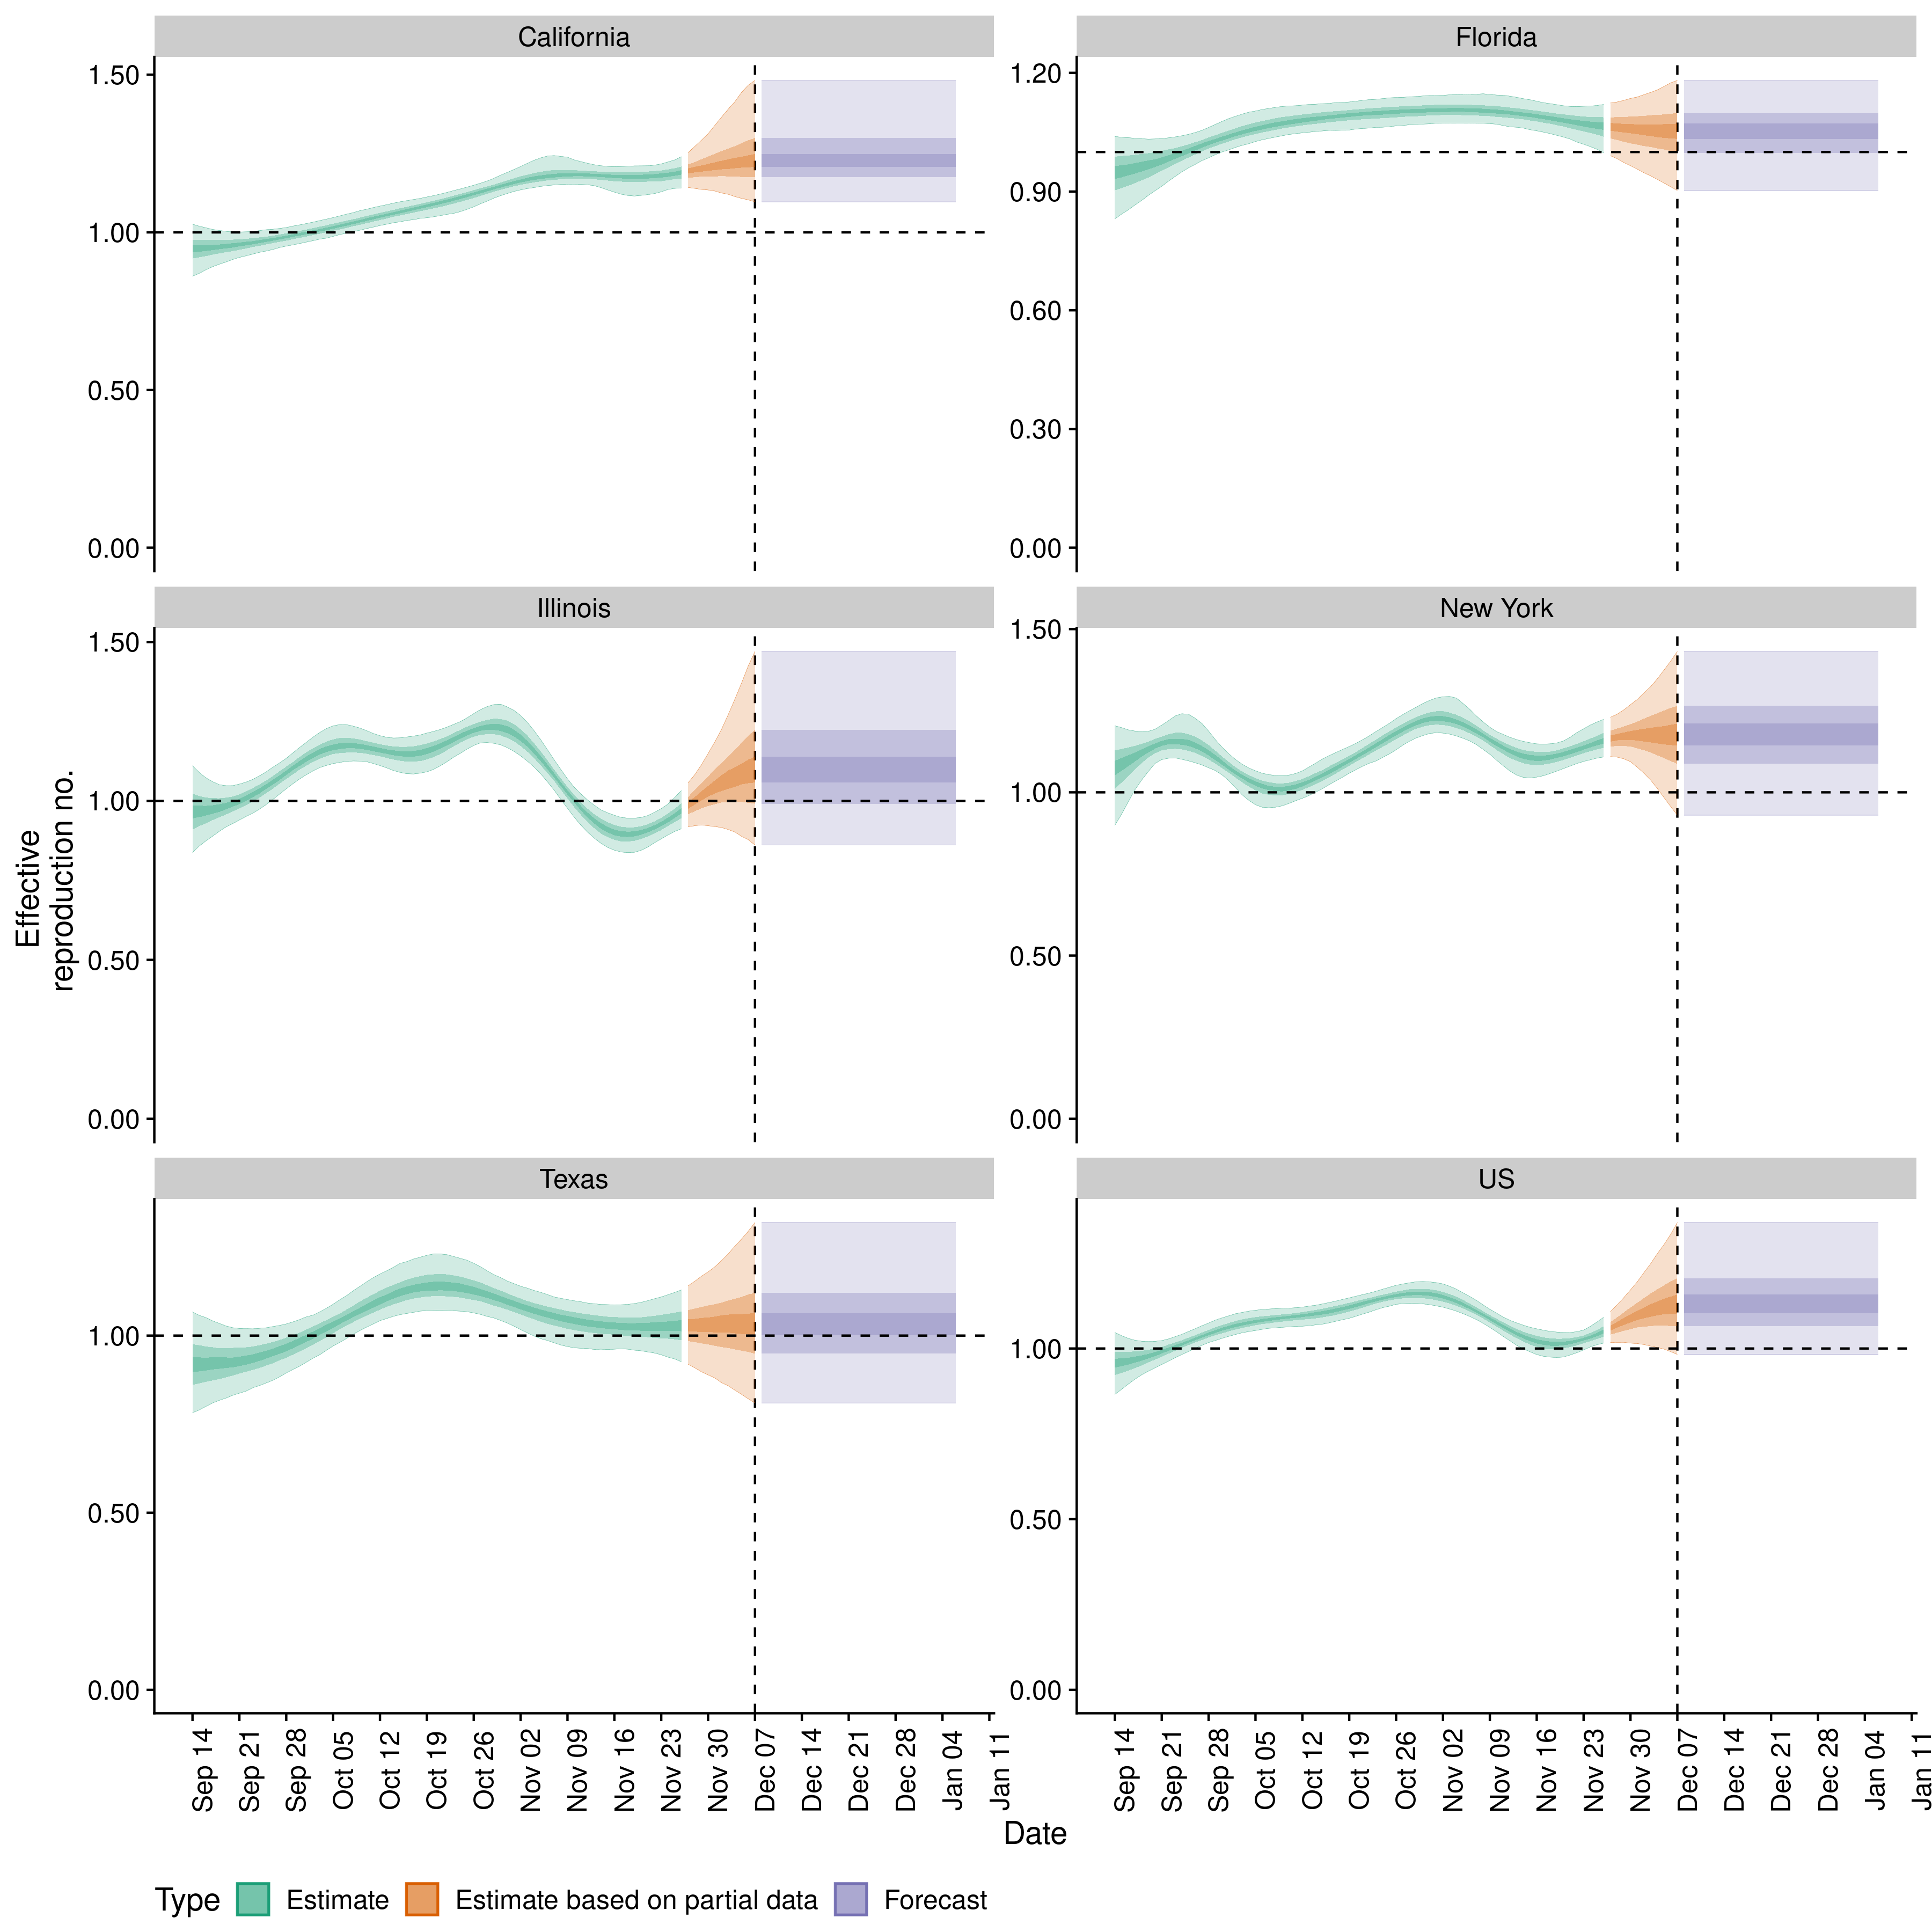 California
Florida
1.50
1.00
0.50
0.00
1.20
0.90
0.60
0.30
0.00
Illinois
New York
1.50
1.00
0.50
0.00
1.50
1.00
0.50
0.00
Effective
reproduction no.
Texas
US
1.00
0.50
0.00
1.00
0.50
0.00
Sep 14
Sep 21
Sep 28
Oct 05
Oct 12
Oct 19
Oct 26
Nov 02
Nov 09
Nov 16
Nov 23
Nov 30
Dec 07
Dec 14
Dec 21
Dec 28
Jan 04
Jan 11
Sep 14
Sep 21
Sep 28
Oct 05
Oct 12
Oct 19
Oct 26
Nov 02
Nov 09
Nov 16
Nov 23
Nov 30
Dec 07
Dec 14
Dec 21
Dec 28
Jan 04
Jan 11
Date
Type Estimate Estimate based on partial data Forecast